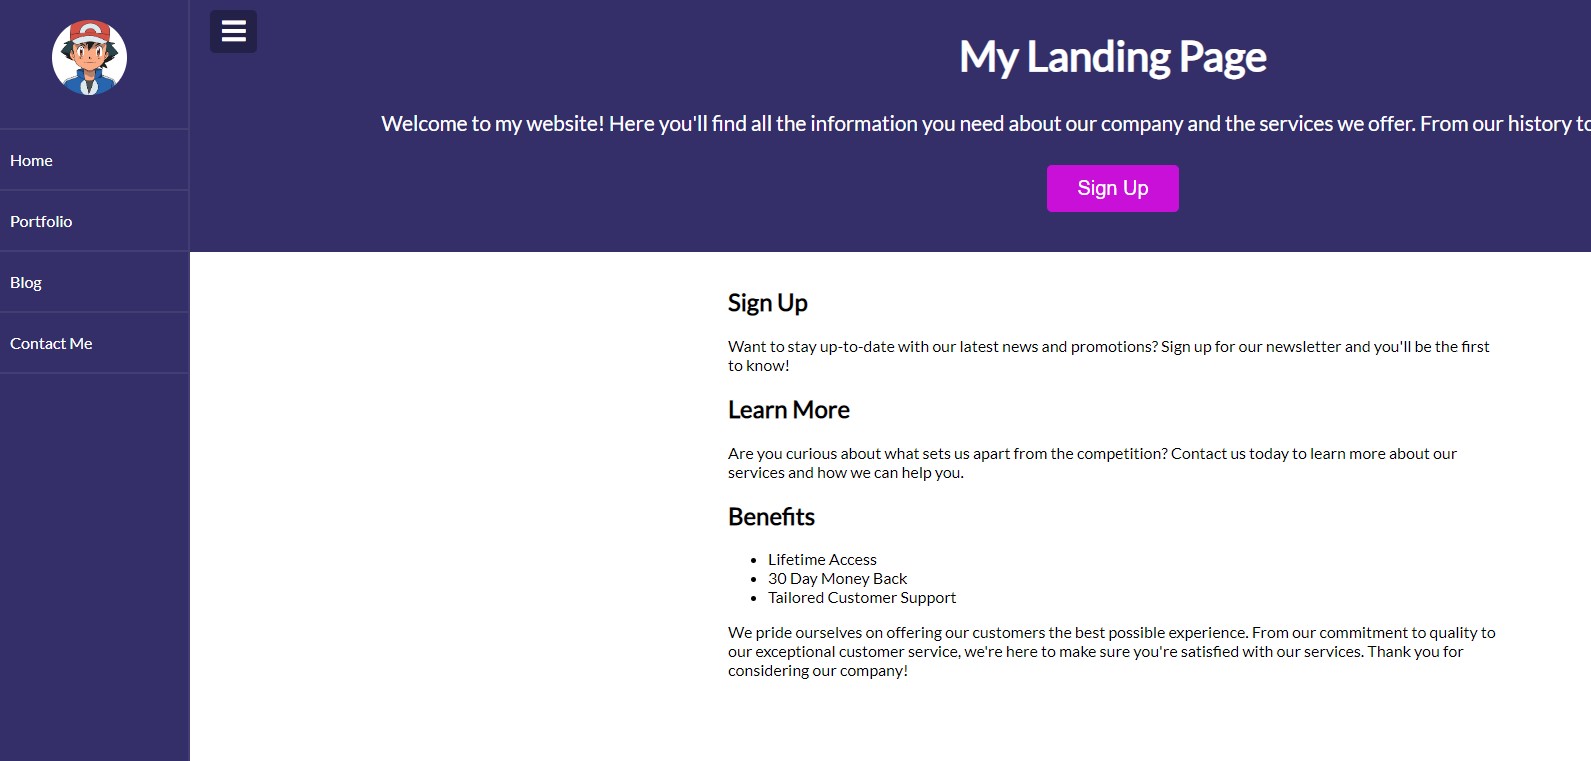 My Landing Page
Welcome to my website! Here you'll find all the information you need about our company and the services we offer. From our history to
Sign Up
Home
Portfolio
Blog
Contact Me
Sign Up
Want to stay up-to-date with our latest news and promotions? Sign up for our newsletter and you'll be the first
to know!
Learn More
Are you curious about what sets us apart from the competition? Contact us today to learn more about our
services and how we can help you.
Benefits
• Lifetime Access
• 30 Day Money Back
• Tailored Customer Support
We pride ourselves on offering our customers the best possible experience. From our commitment to quality to
our exceptional customer service, we're here to make sure you're satisfied with our services. Thank you for
considering our company!